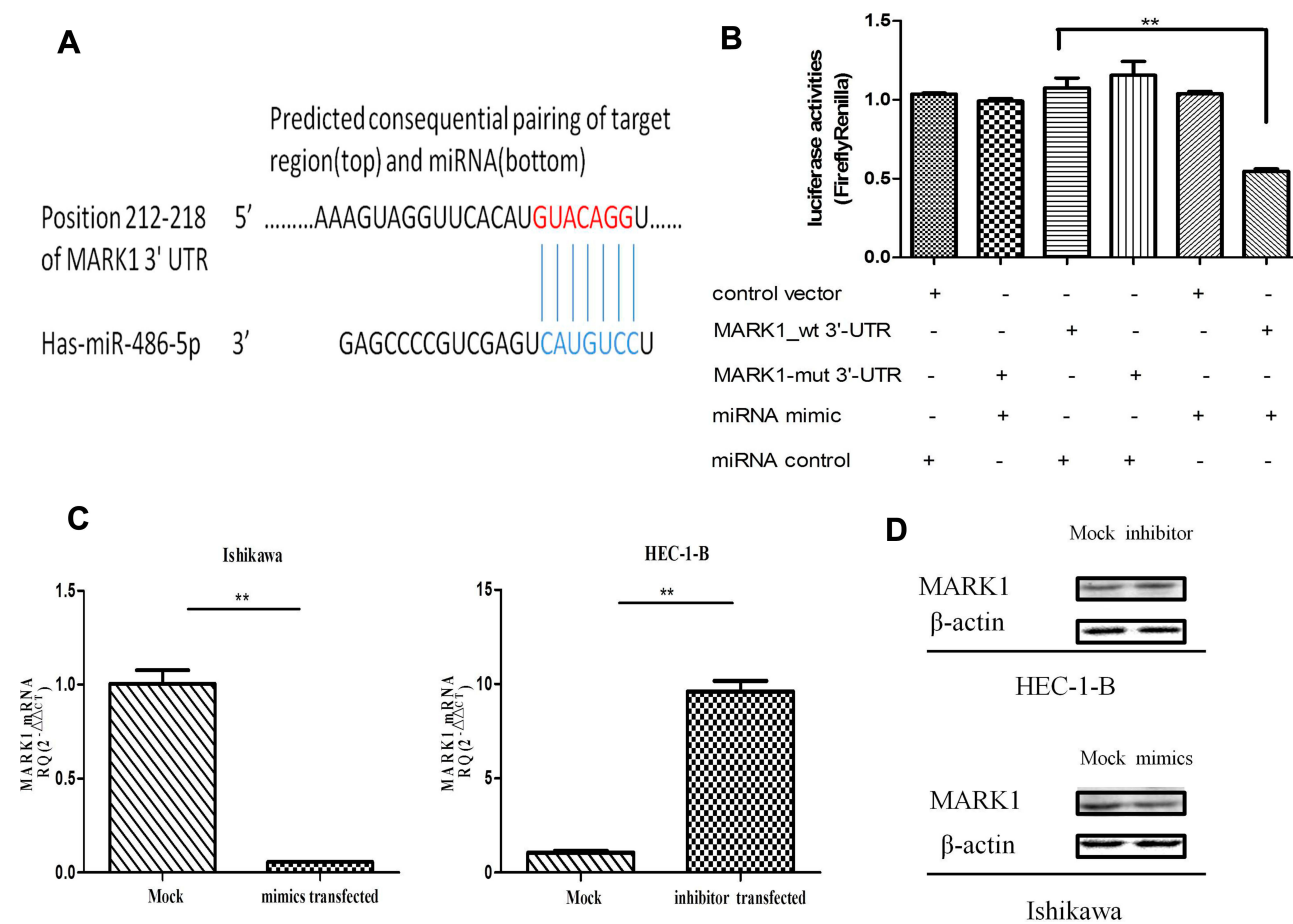 A
Predicted consequential pairing of target
region(top) and miRNA(bottom)
Position 212-218 5' .........AAAGUAGGUUCACAUGUACAGGU......
of MARK1 3' UTR
Has-miR-486-5p 3' GAGCCCCGUCGAGUCAUGUCCU
B
luciferase activities
(FireflyRenilla)
1.5
1.0
0.5
0.0
**
control vector + - - - + -
MARK1_wt 3'-UTR - - + - - +
MARK1-mut 3'-UTR - + - + - -
miRNA mimic - + - - + +
miRNA control + - + + - -
C
Ishikawa
MARK1 mRNA
RQ(2-△△CT)
1.5
1.0
0.5
0.0
**
Mock mimics transfected
HEC-1-B
MARK1 mRNA
RQ(2-△△CT)
15
10
5
0
**
Mock inhibitor transfected
D
Mock inhibitor
MARK1
β-actin
HEC-1-B
Mock mimics
MARK1
β-actin
Ishikawa